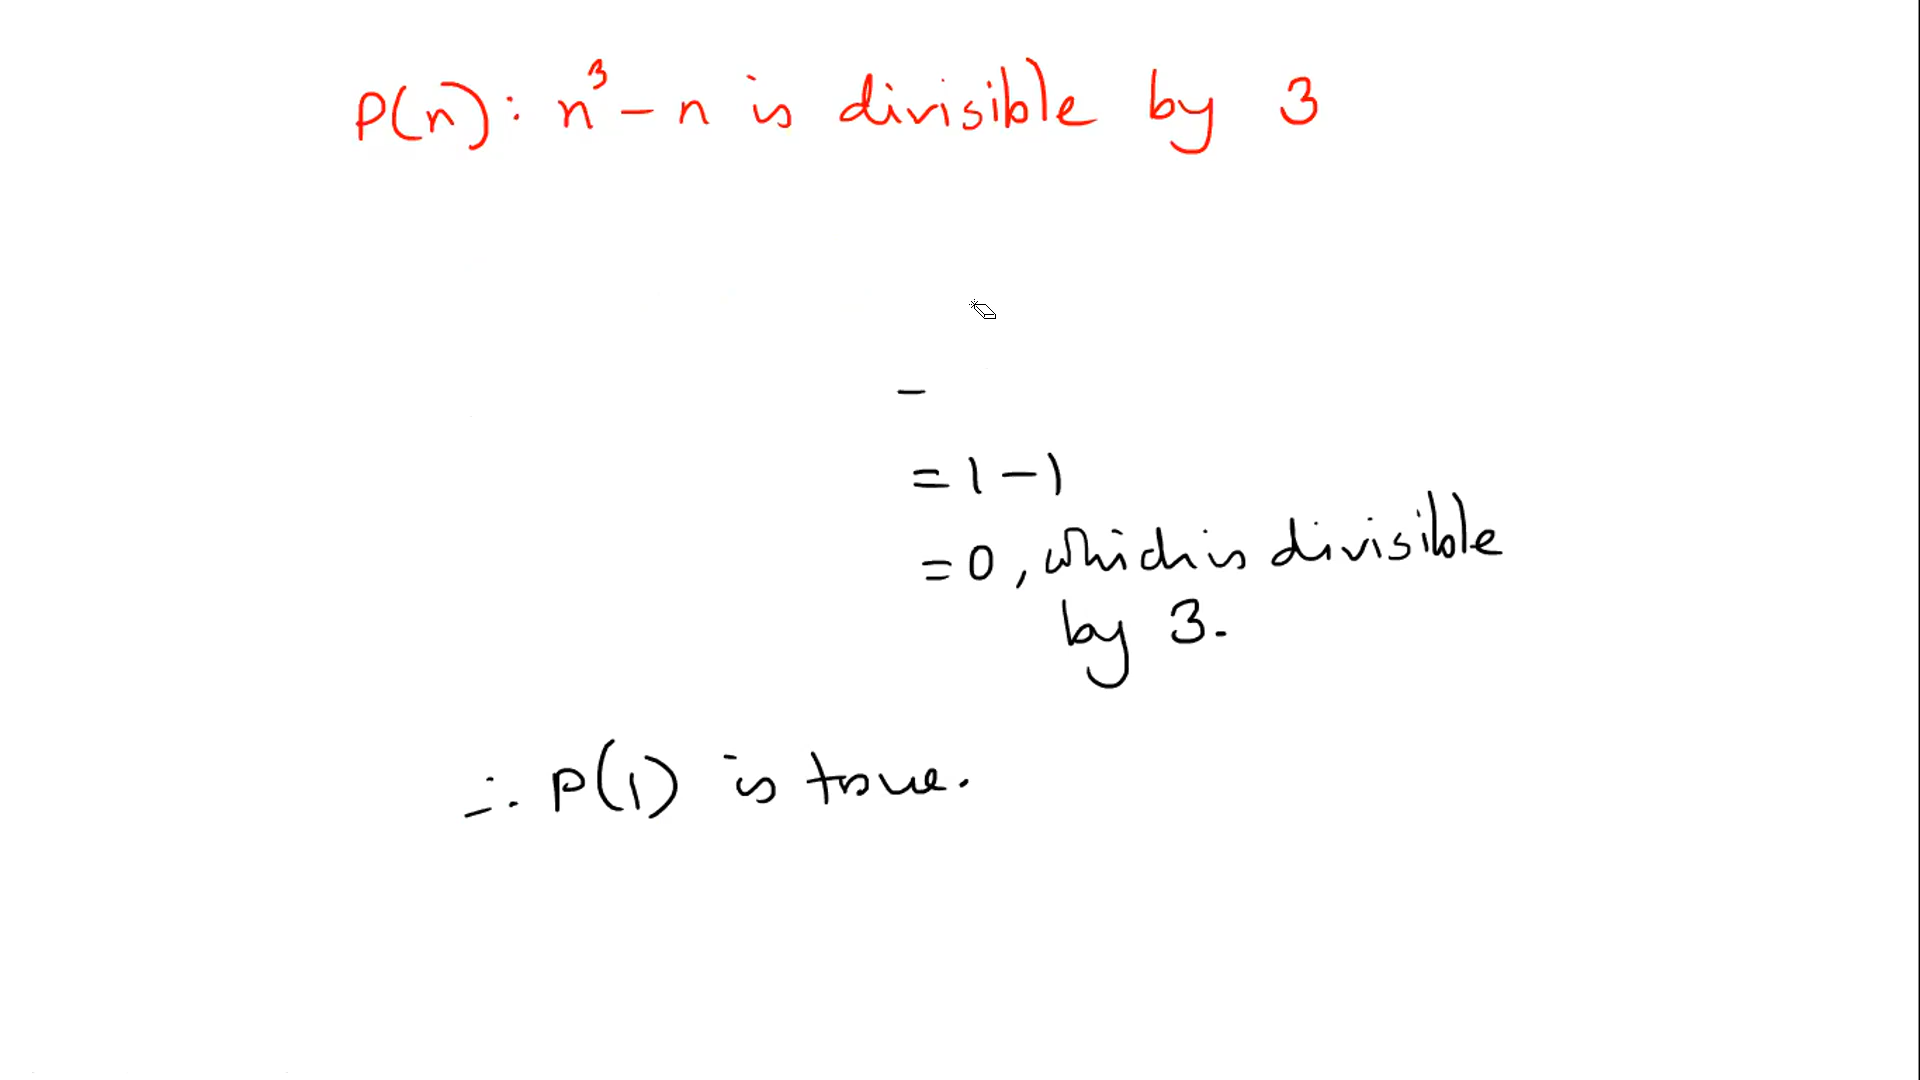 P(n): n³ - n is divisible by 3
-
= 1 - 1
= 0, which is divisible
by 3.
∴ P(1) is true.